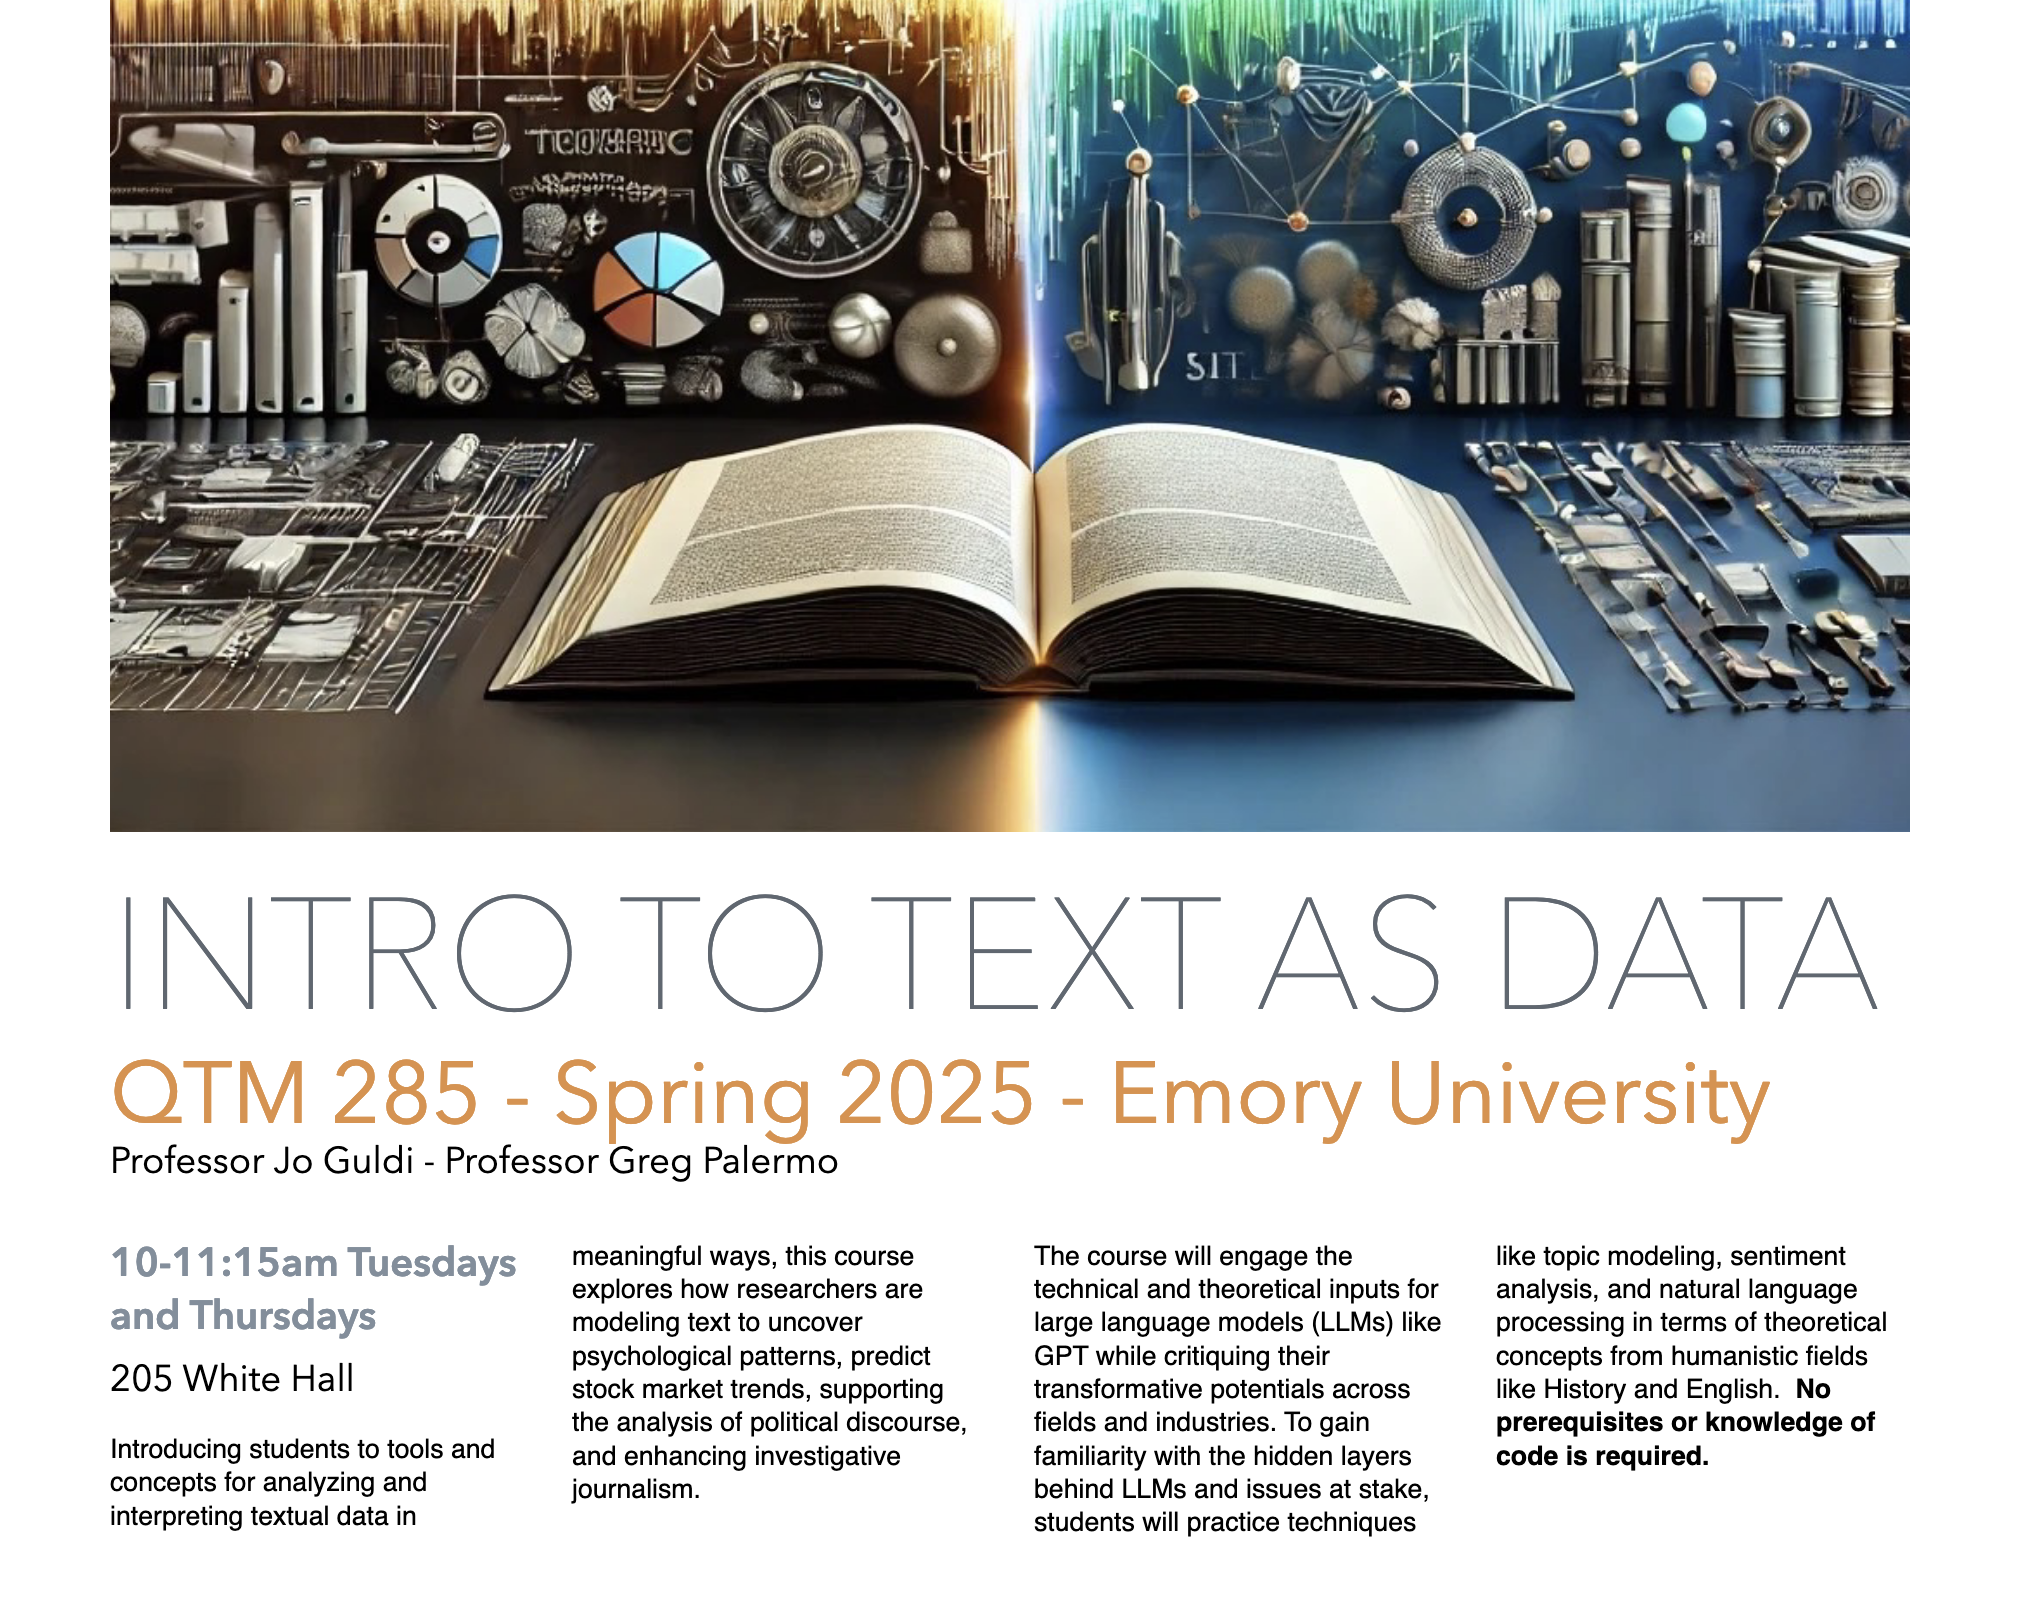 SIT
INTRO TO TEXT AS DATA
QTM 285 - Spring 2025 - Emory University
Professor Jo Guldi - Professor Greg Palermo
10-11:15am Tuesdays
and Thursdays
205 White Hall
Introducing students to tools and
concepts for analyzing and
interpreting textual data in
meaningful ways, this course
explores how researchers are
modeling text to uncover
psychological patterns, predict
stock market trends, supporting
the analysis of political discourse,
and enhancing investigative
journalism.
The course will engage the
technical and theoretical inputs for
large language models (LLMs) like
GPT while critiquing their
transformative potentials across
fields and industries. To gain
familiarity with the hidden layers
behind LLMs and issues at stake,
students will practice techniques
like topic modeling, sentiment
analysis, and natural language
processing in terms of theoretical
concepts from humanistic fields
like History and English.  No
prerequisites or knowledge of
code is required.